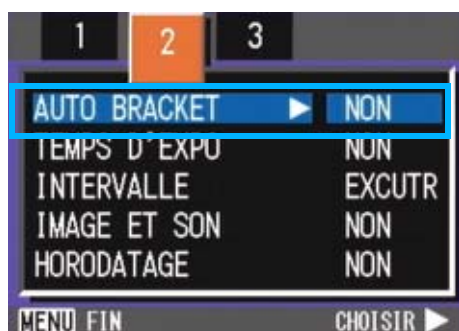 1 2 3
AUTO BRACKET ▶ NON
TEMPS D'EXPO NON
INTERVALLE EXCUTR
IMAGE ET SON NON
HORODATAGE NON
MENU FIN CHOISIR ▶